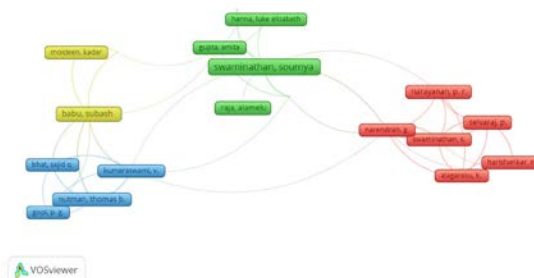 hanna, luke elizabeth
moideen, kadar
gupta, amita
swaminathan, soumya
narayanan, p. r.
raja, alamelu
babu, subash
selvaraj, p.
narendran, g.
swaminathan, s.
bhat, sajid q.
kumaraswami, v.
harishankar, r
alagarasu, k.
nutman, thomas b.
VOSviewer